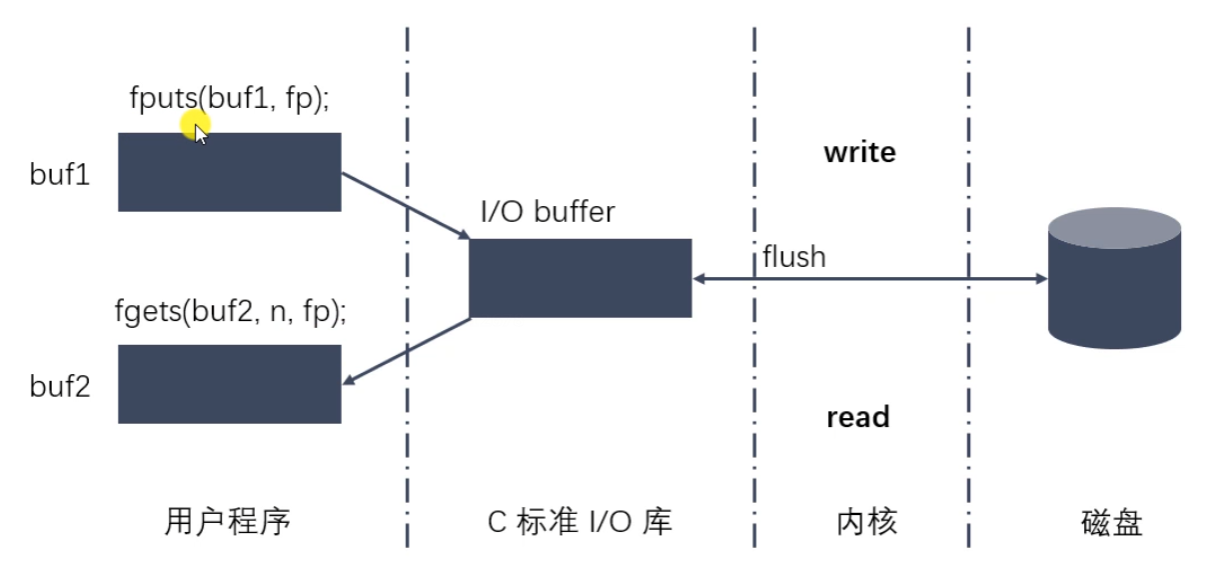 fputs(buf1, fp);
buf1
write
I/O buffer
flush
fgets(buf2, n, fp);
buf2
read
用户程序
C 标准 I/O 库
内核
磁盘